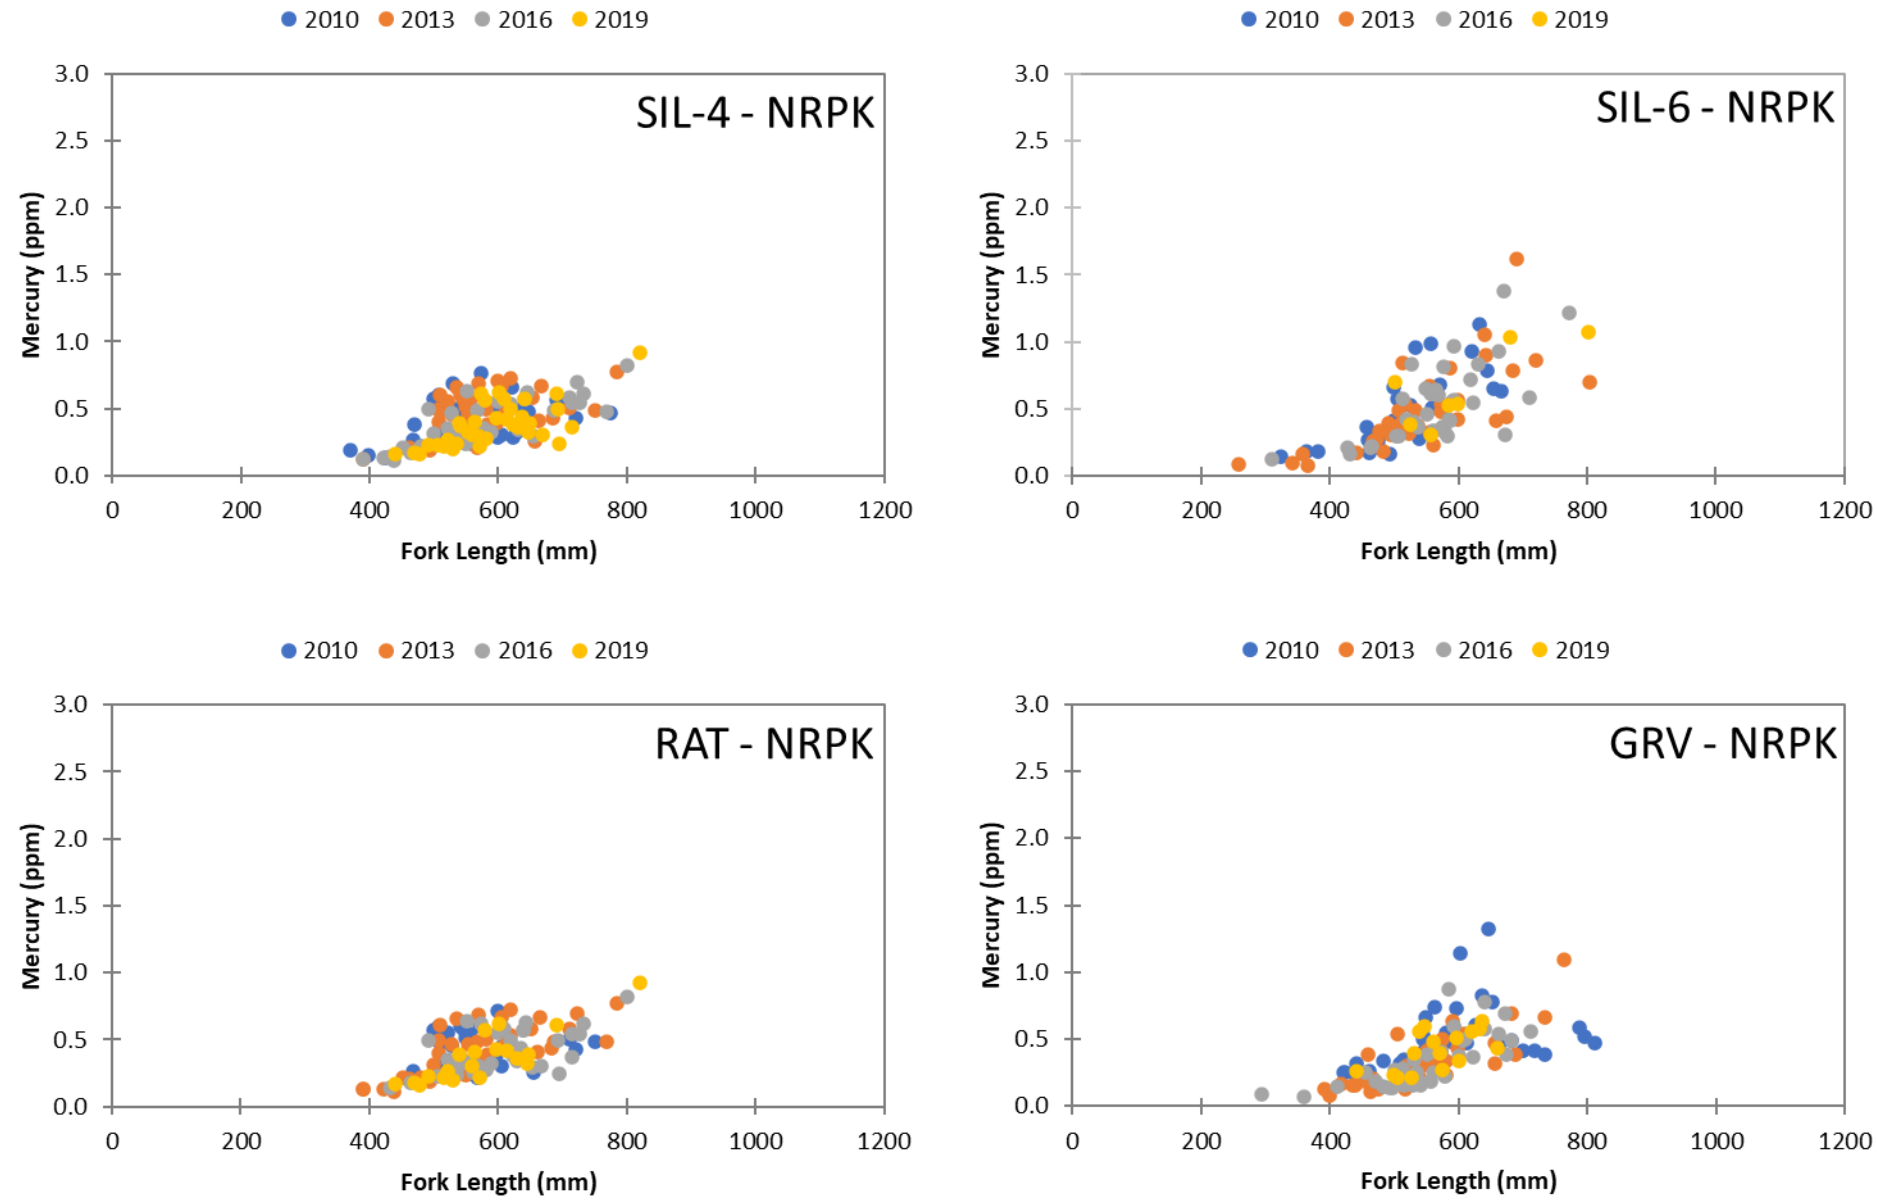 2010 2013 2016 2019
SIL-4 - NRPK
Mercury (ppm)
3.0
2.5
2.0
1.5
1.0
0.5
0.0
0 200 400 600 800 1000 1200
Fork Length (mm)
2010 2013 2016 2019
SIL-6 - NRPK
Mercury (ppm)
3.0
2.5
2.0
1.5
1.0
0.5
0.0
0 200 400 600 800 1000 1200
Fork Length (mm)
2010 2013 2016 2019
RAT - NRPK
Mercury (ppm)
3.0
2.5
2.0
1.5
1.0
0.5
0.0
0 200 400 600 800 1000 1200
Fork Length (mm)
2010 2013 2016 2019
GRV - NRPK
Mercury (ppm)
3.0
2.5
2.0
1.5
1.0
0.5
0.0
0 200 400 600 800 1000 1200
Fork Length (mm)